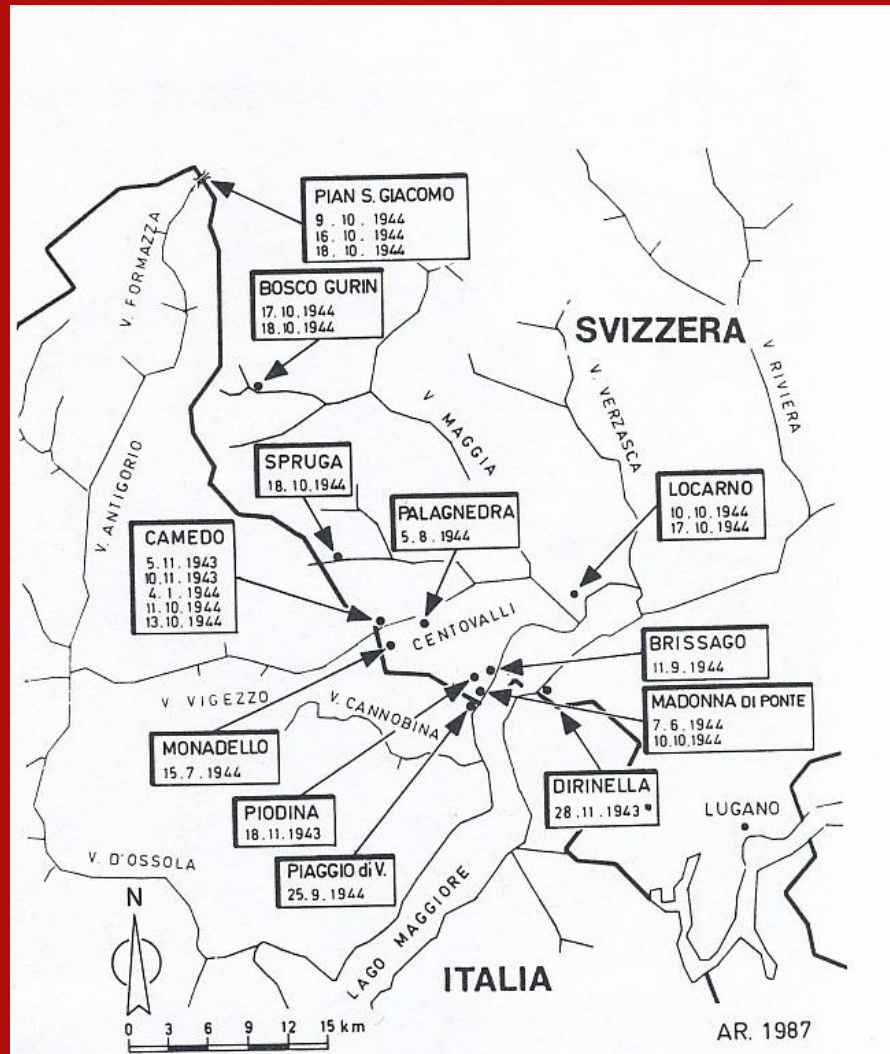 PIAN S. GIACOMO
9 . 10 . 1944
16 . 10 . 1944
18 . 10 . 1944
V. FORMAZZA
BOSCO GURIN
17. 10. 1944
18. 10. 1944
SVIZZERA
V. RIVIERA
V. VERZASCA
V. MAGGIA
V. ANTIGORIO
SPRUGA
18. 10. 1944
PALAGNEDRA
5. 8. 1944
LOCARNO
10. 10. 1944
17. 10. 1944
CAMEDO
5. 11. 1943
10. 11. 1943
4. 1. 1944
11. 10. 1944
13. 10. 1944
CENTOVALLI
BRISSAGO
11. 9. 1944
V. VIGEZZO
V. CANNOBINA
MADONNA DI PONTE
7. 6. 1944
10. 10. 1944
MONADELLO
15. 7. 1944
PIODINA
18. 11. 1943
DIRINELLA
28 . 11 . 1943
LUGANO
PIAGGIO di V.
25. 9. 1944
V. D'OSSOLA
LAGO MAGGIORE
N
ITALIA
0 3 6 9 12 15 km
AR. 1987